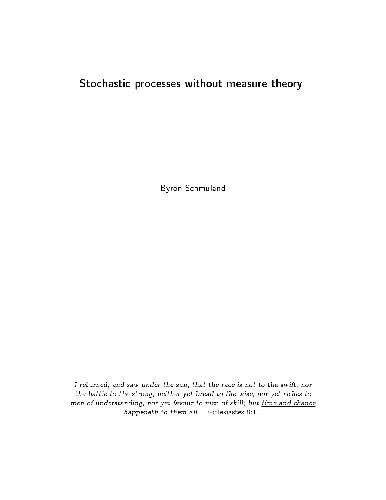 Stochastic processes without measure theory
Byron Schmuland
I returned, and saw under the sun, that the race is not to the swift, nor
the battle to the strong, neither yet bread to the wise, nor yet riches to
men of understanding, nor yet favour to men of skill; but time and chance
happeneth to them all. Ecclesiastes